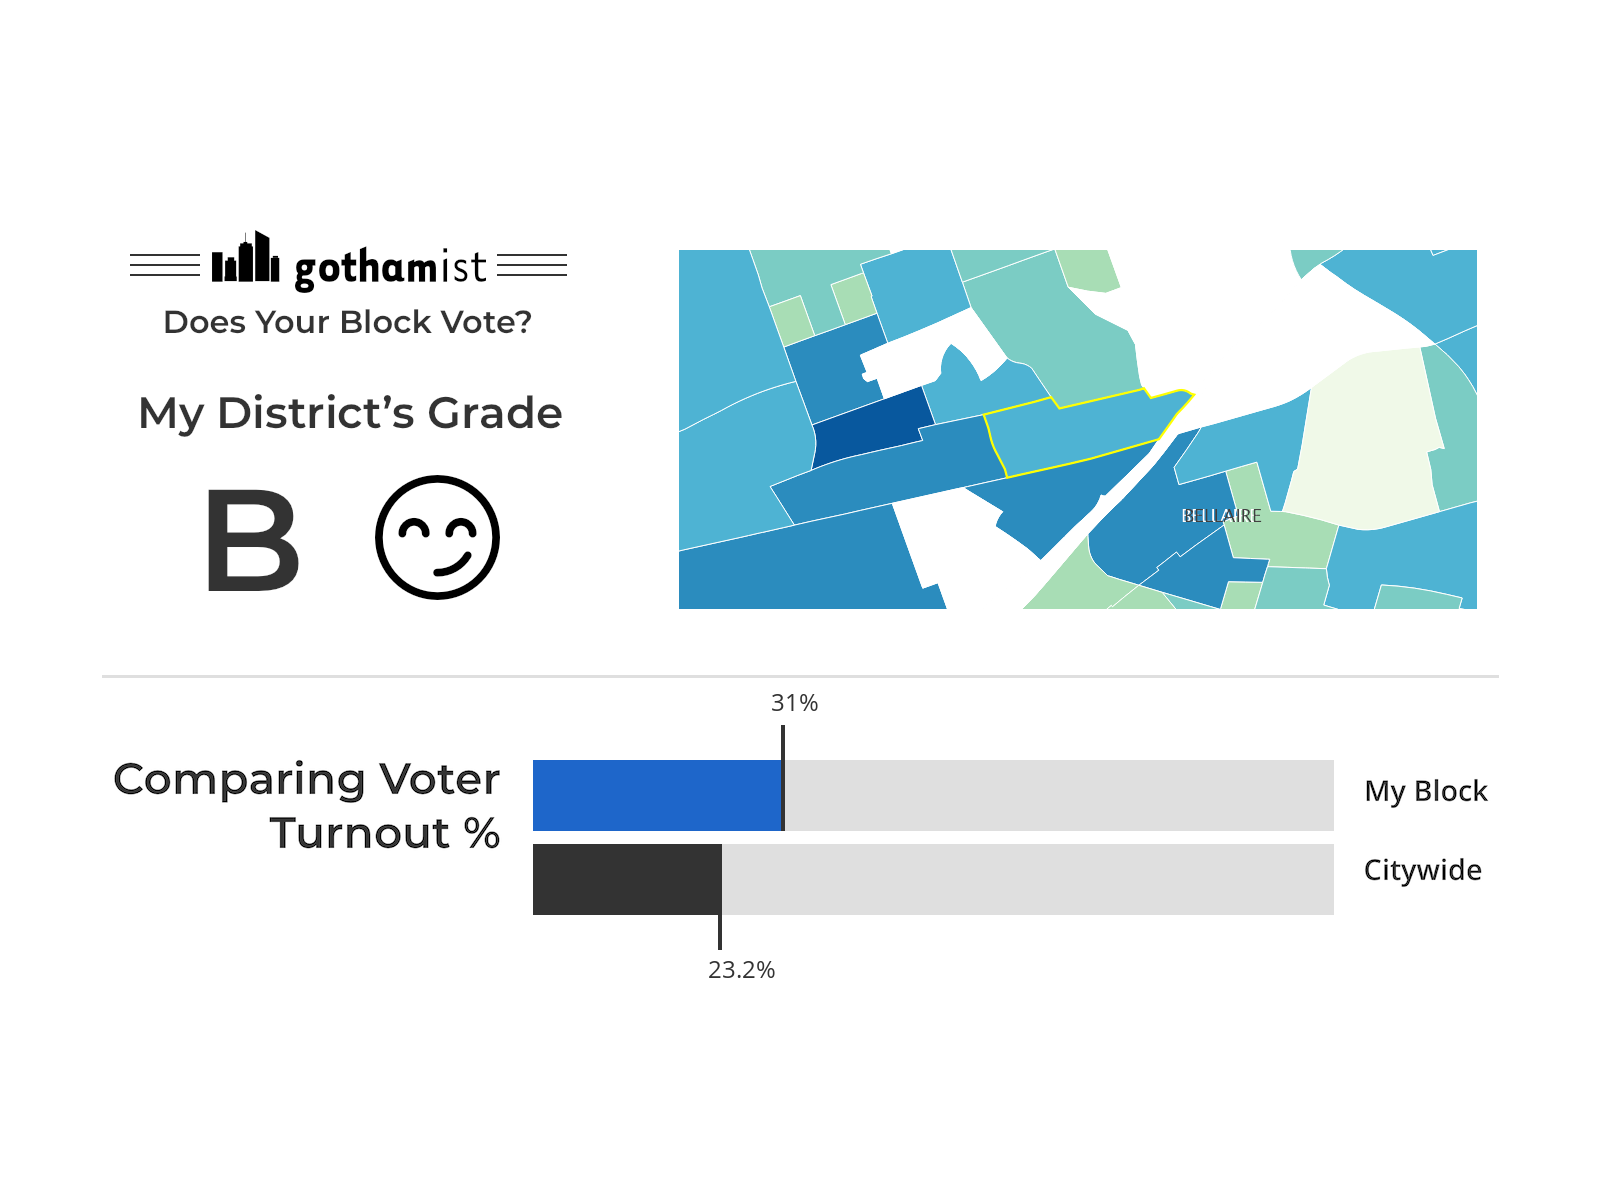 gothamist
Does Your Block Vote?
My District’s Grade
B
BELLAIRE
31%
Comparing Voter
Turnout %
My Block
Citywide
23.2%